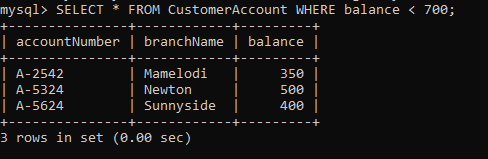 mysql> SELECT * FROM CustomerAccount WHERE balance < 700;
+---------------+------------+---------+
| accountNumber | branchName | balance |
+---------------+------------+---------+
| A-2542        | Mamelodi   |     350 |
| A-5324        | Newton     |     500 |
| A-5624        | Sunnyside  |     400 |
+---------------+------------+---------+
3 rows in set (0.00 sec)